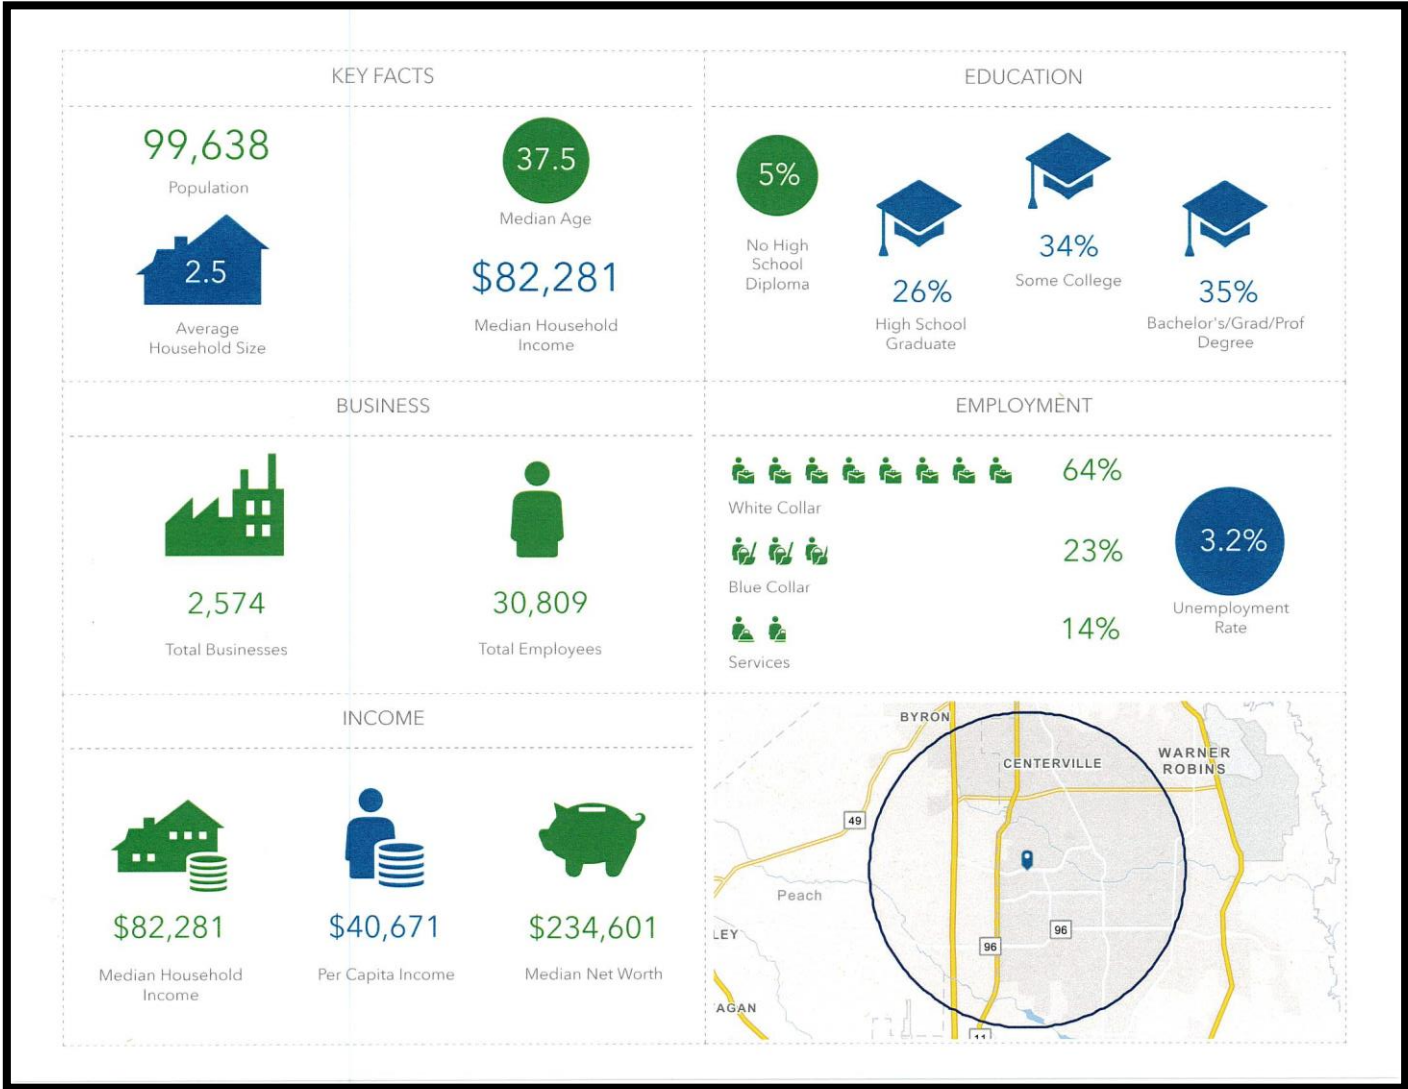 KEY FACTS
99,638
Population
37.5
Median Age
2.5
Average
Household Size
$82,281
Median Household
Income
EDUCATION
5%
No High
School
Diploma
26%
High School
Graduate
34%
Some College
35%
Bachelor's/Grad/Prof
Degree
BUSINESS
2,574
Total Businesses
30,809
Total Employees
EMPLOYMENT
64%
White Collar
23%
Blue Collar
14%
Services
3.2%
Unemployment
Rate
INCOME
$82,281
Median Household
Income
$40,671
Per Capita Income
$234,601
Median Net Worth
BYRON
CENTERVILLE
WARNER
ROBINS
49
Peach
LEY
96
96
AGAN
11